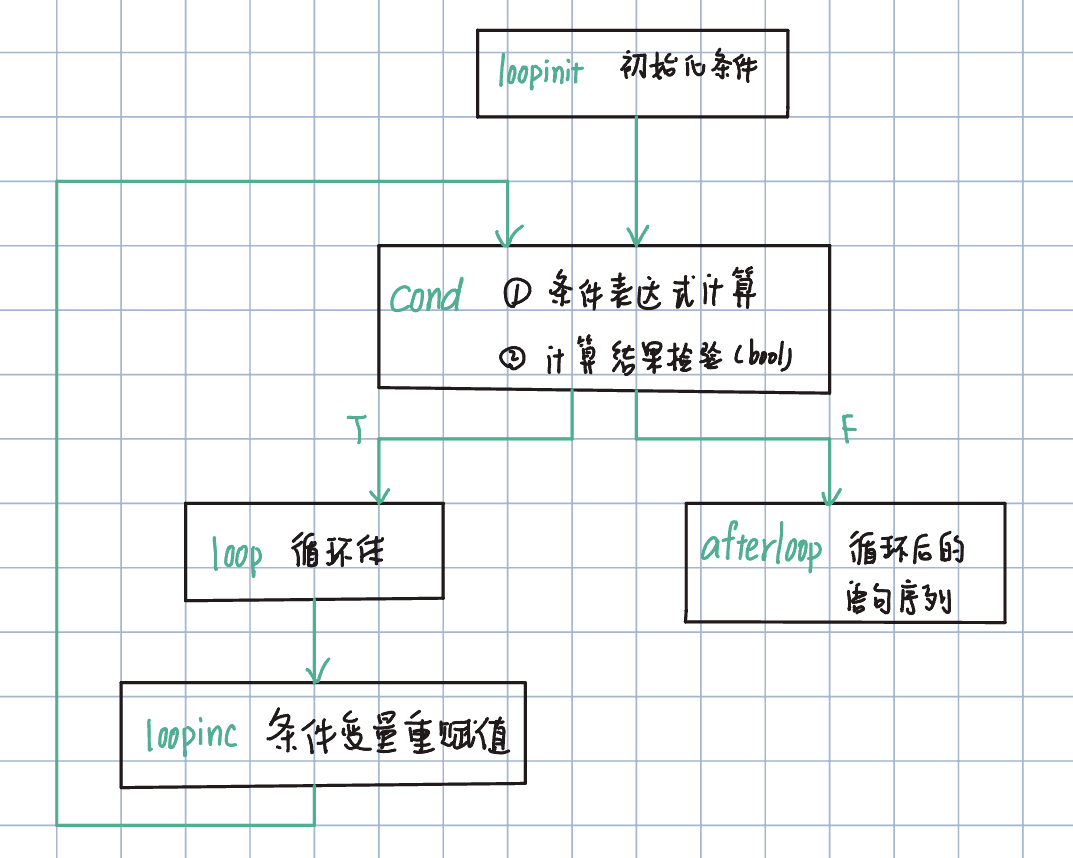 loopinit 初始化条件
cond ① 条件表达式计算
② 计算结果检验(bool)
T
F
loop 循环体
afterloop 循环后的
语句序列
loopinc 条件变量重赋值